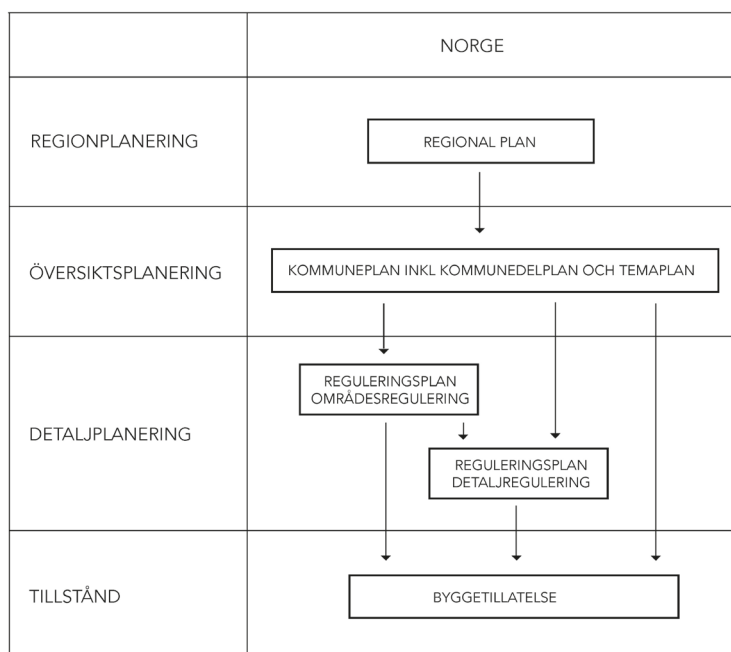 NORGE
REGIONPLANERING
REGIONAL PLAN
ÖVERSIKTSPLANERING
KOMMUNEPLAN INKL KOMMUNEDELPLAN OCH TEMAPLAN
DETALJPLANERING
REGULERINGSPLAN
OMRÅDESREGULERING
REGULERINGSPLAN
DETALJREGULERING
TILLSTÅND
BYGGETILLATELSE